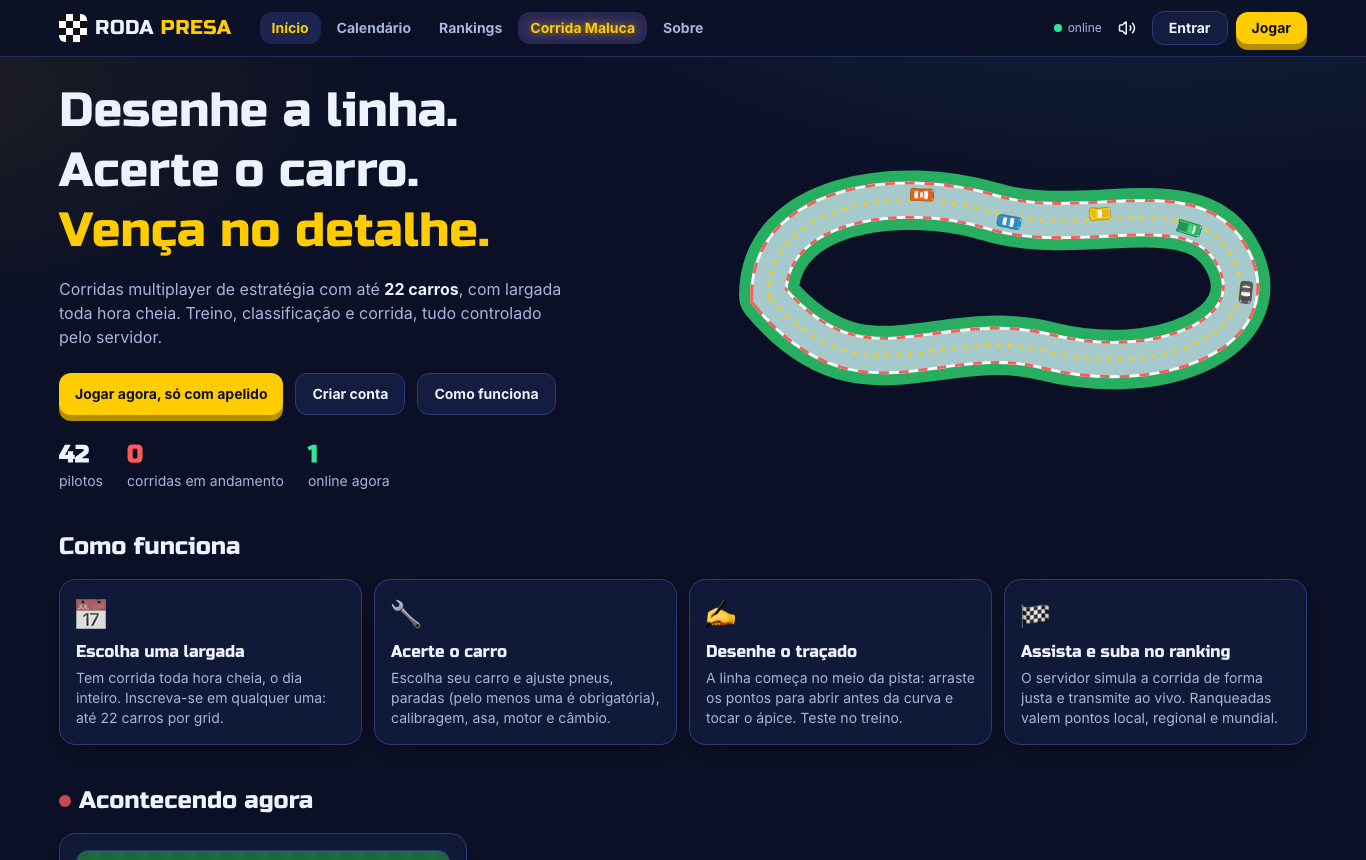 RODA PRESA
Início
Calendário
Rankings
Corrida Maluca
Sobre
online
Entrar
Jogar
Desenhe a linha.
Acerte o carro.
Vença no detalhe.
Corridas multiplayer de estratégia com até 22 carros, com largada
toda hora cheia. Treino, classificação e corrida, tudo controlado
pelo servidor.
Jogar agora, só com apelido
Criar conta
Como funciona
42
pilotos
0
corridas em andamento
1
online agora
Como funciona
JUL
17
Escolha uma largada
Tem corrida toda hora cheia, o dia
inteiro. Inscreva-se em qualquer uma:
até 22 carros por grid.
Acerte o carro
Escolha seu carro e ajuste pneus,
paradas (pelo menos uma é obrigatória),
calibragem, asa, motor e câmbio.
Desenhe o traçado
A linha começa no meio da pista: arraste
os pontos para abrir antes da curva e
tocar o ápice. Teste no treino.
Assista e suba no ranking
O servidor simula a corrida de forma
justa e transmite ao vivo. Ranqueadas
valem pontos local, regional e mundial.
Acontecendo agora